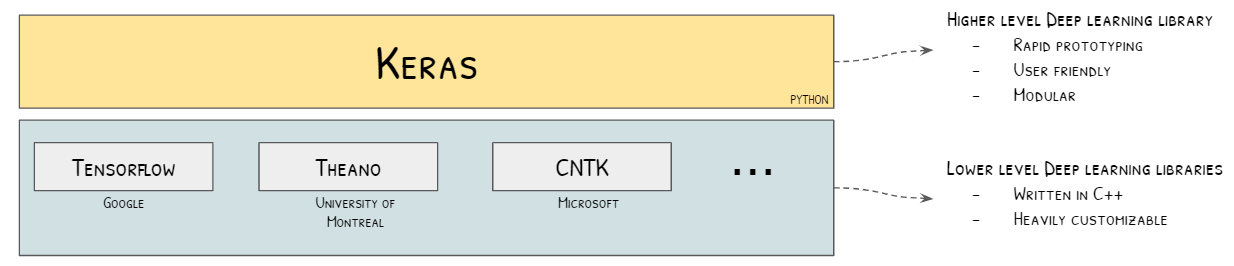 Keras
PYTHON
Higher level Deep learning library
- Rapid prototyping
- User friendly
- Modular
Tensorflow
Google
Theano
University of
Montreal
CNTK
Microsoft
...
Lower level Deep learning libraries
- Written in C++
- Heavily customizable